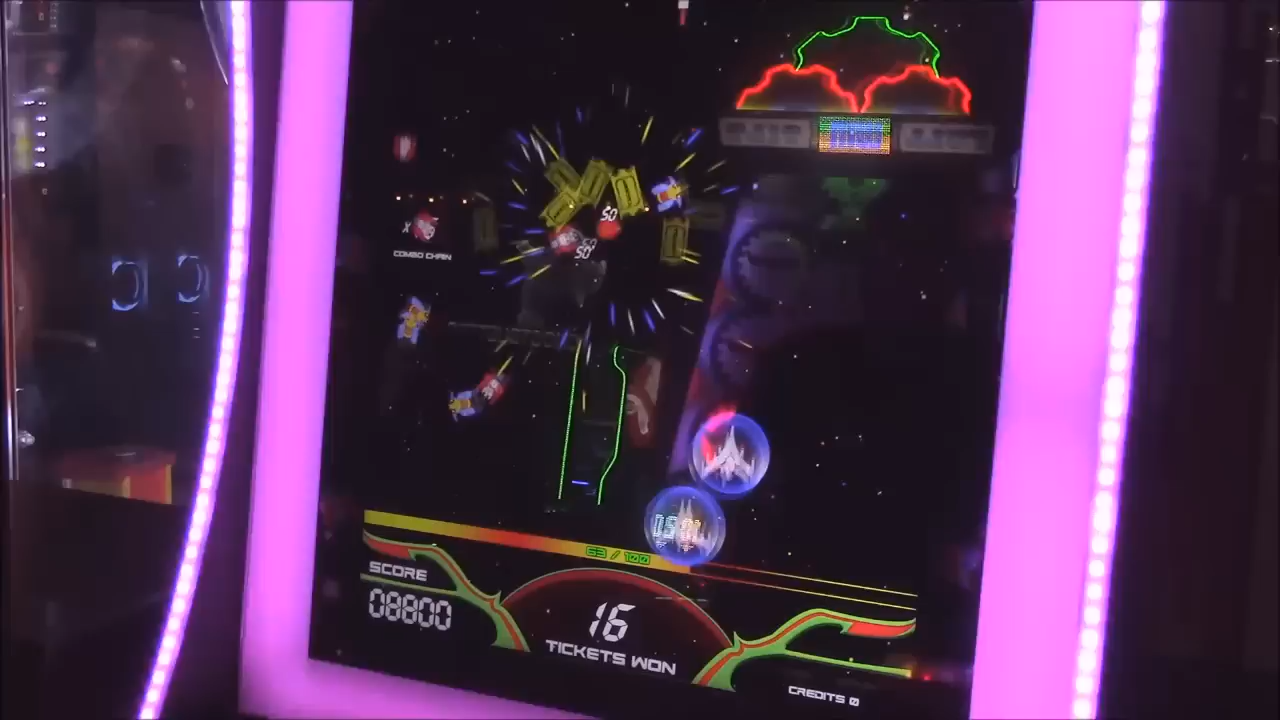 50
50
X
COMBO CHAIN
63 / 100
SCORE
08800
16
TICKETS WON
CREDITS 0